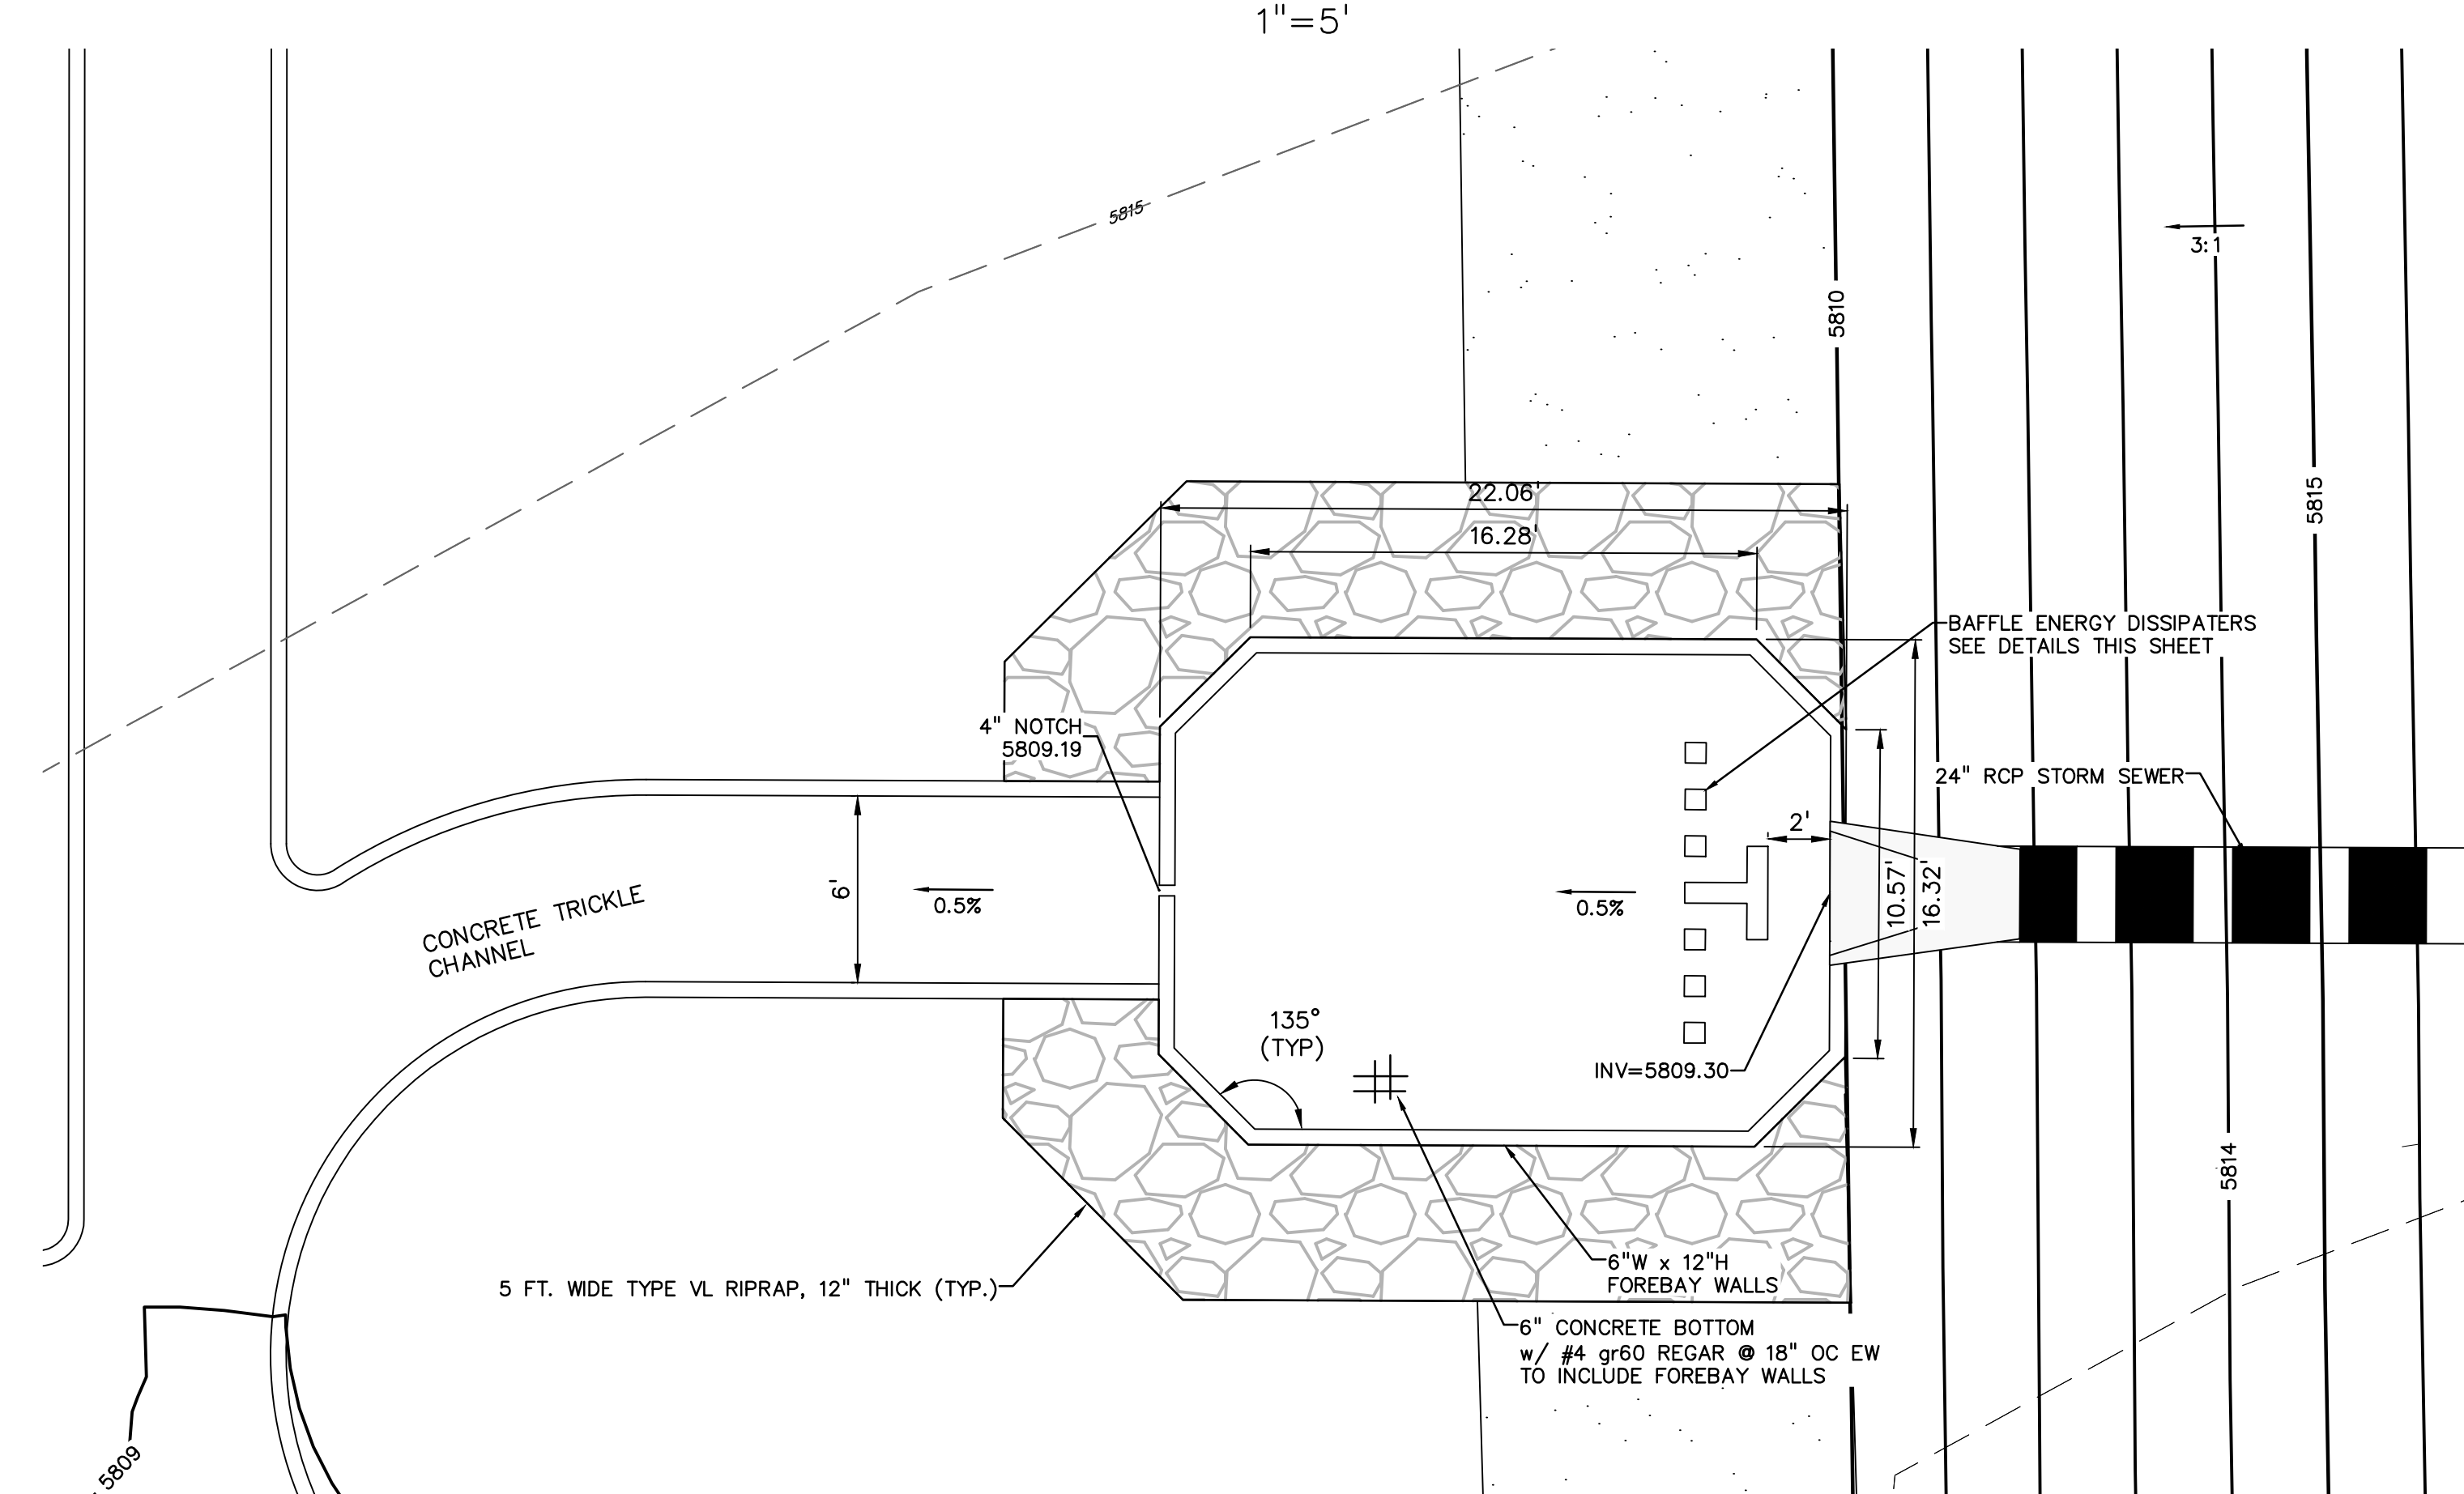 1"=5'
5815
3:1
5810
5815
22.06'
16.28'
BAFFLE ENERGY DISSIPATERS
SEE DETAILS THIS SHEET
4" NOTCH
5809.19
24" RCP STORM SEWER
2'
6'
0.5%
0.5%
10.57'
16.32'
CONCRETE TRICKLE
CHANNEL
135°
(TYP)
INV=5809.30
5814
6"W x 12"H
FOREBAY WALLS
5 FT. WIDE TYPE VL RIPRAP, 12" THICK (TYP.)
6" CONCRETE BOTTOM
w/ #4 gr60 REGAR @ 18" OC EW
TO INCLUDE FOREBAY WALLS
5809